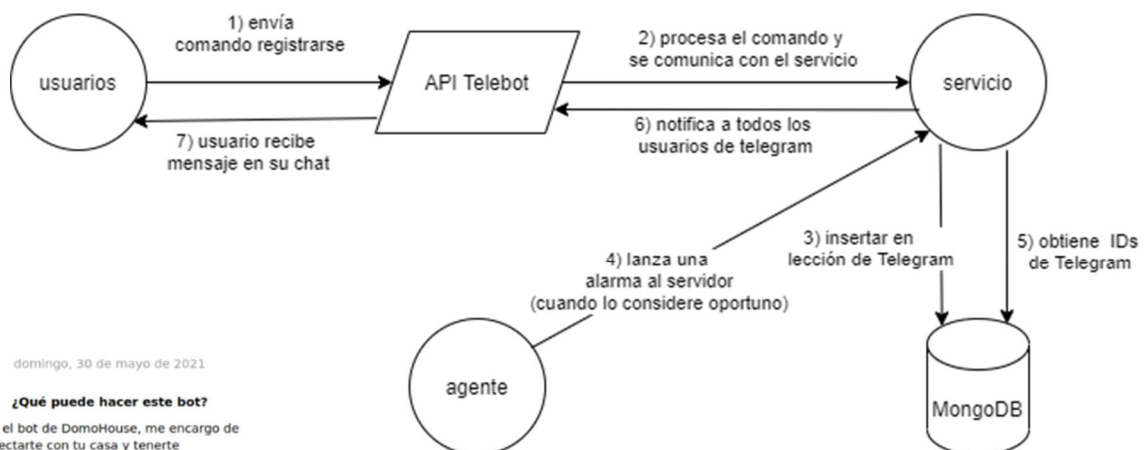 1) envía
comando registrarse
usuarios
API Telebot
2) procesa el comando y
se comunica con el servicio
servicio
7) usuario recibe
mensaje en su chat
6) notifica a todos los
usuarios de telegram
4) lanza una
alarma al servidor
(cuando lo considere oportuno)
3) insertar en
lección de Telegram
5) obtiene IDs
de Telegram
agente
MongoDB
domingo, 30 de mayo de 2021
¿Qué puede hacer este bot?
el bot de DomoHouse, me encargo de
ectarte con tu casa y tenerte